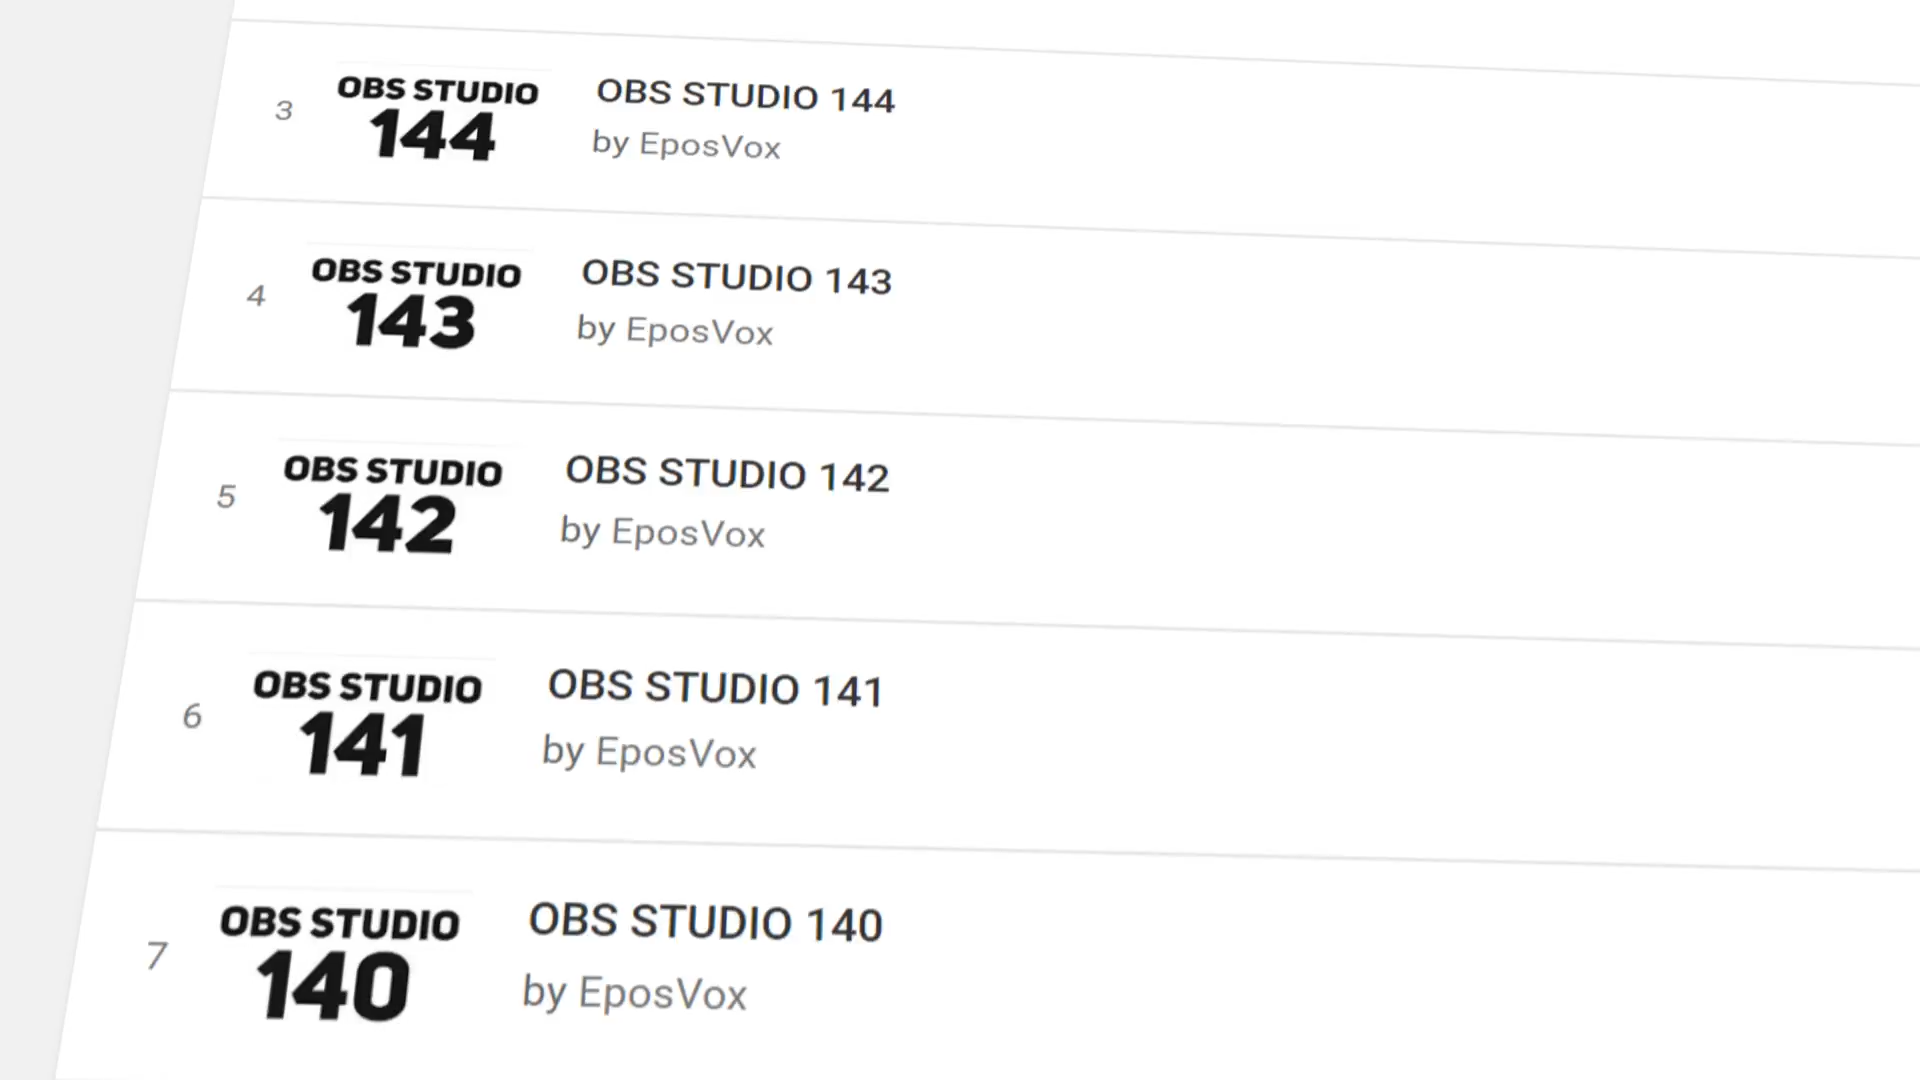 3
OBS STUDIO
144
OBS STUDIO 144
by EposVox
4
OBS STUDIO
143
OBS STUDIO 143
by EposVox
5
OBS STUDIO
142
OBS STUDIO 142
by EposVox
6
OBS STUDIO
141
OBS STUDIO 141
by EposVox
7
OBS STUDIO
140
OBS STUDIO 140
by EposVox